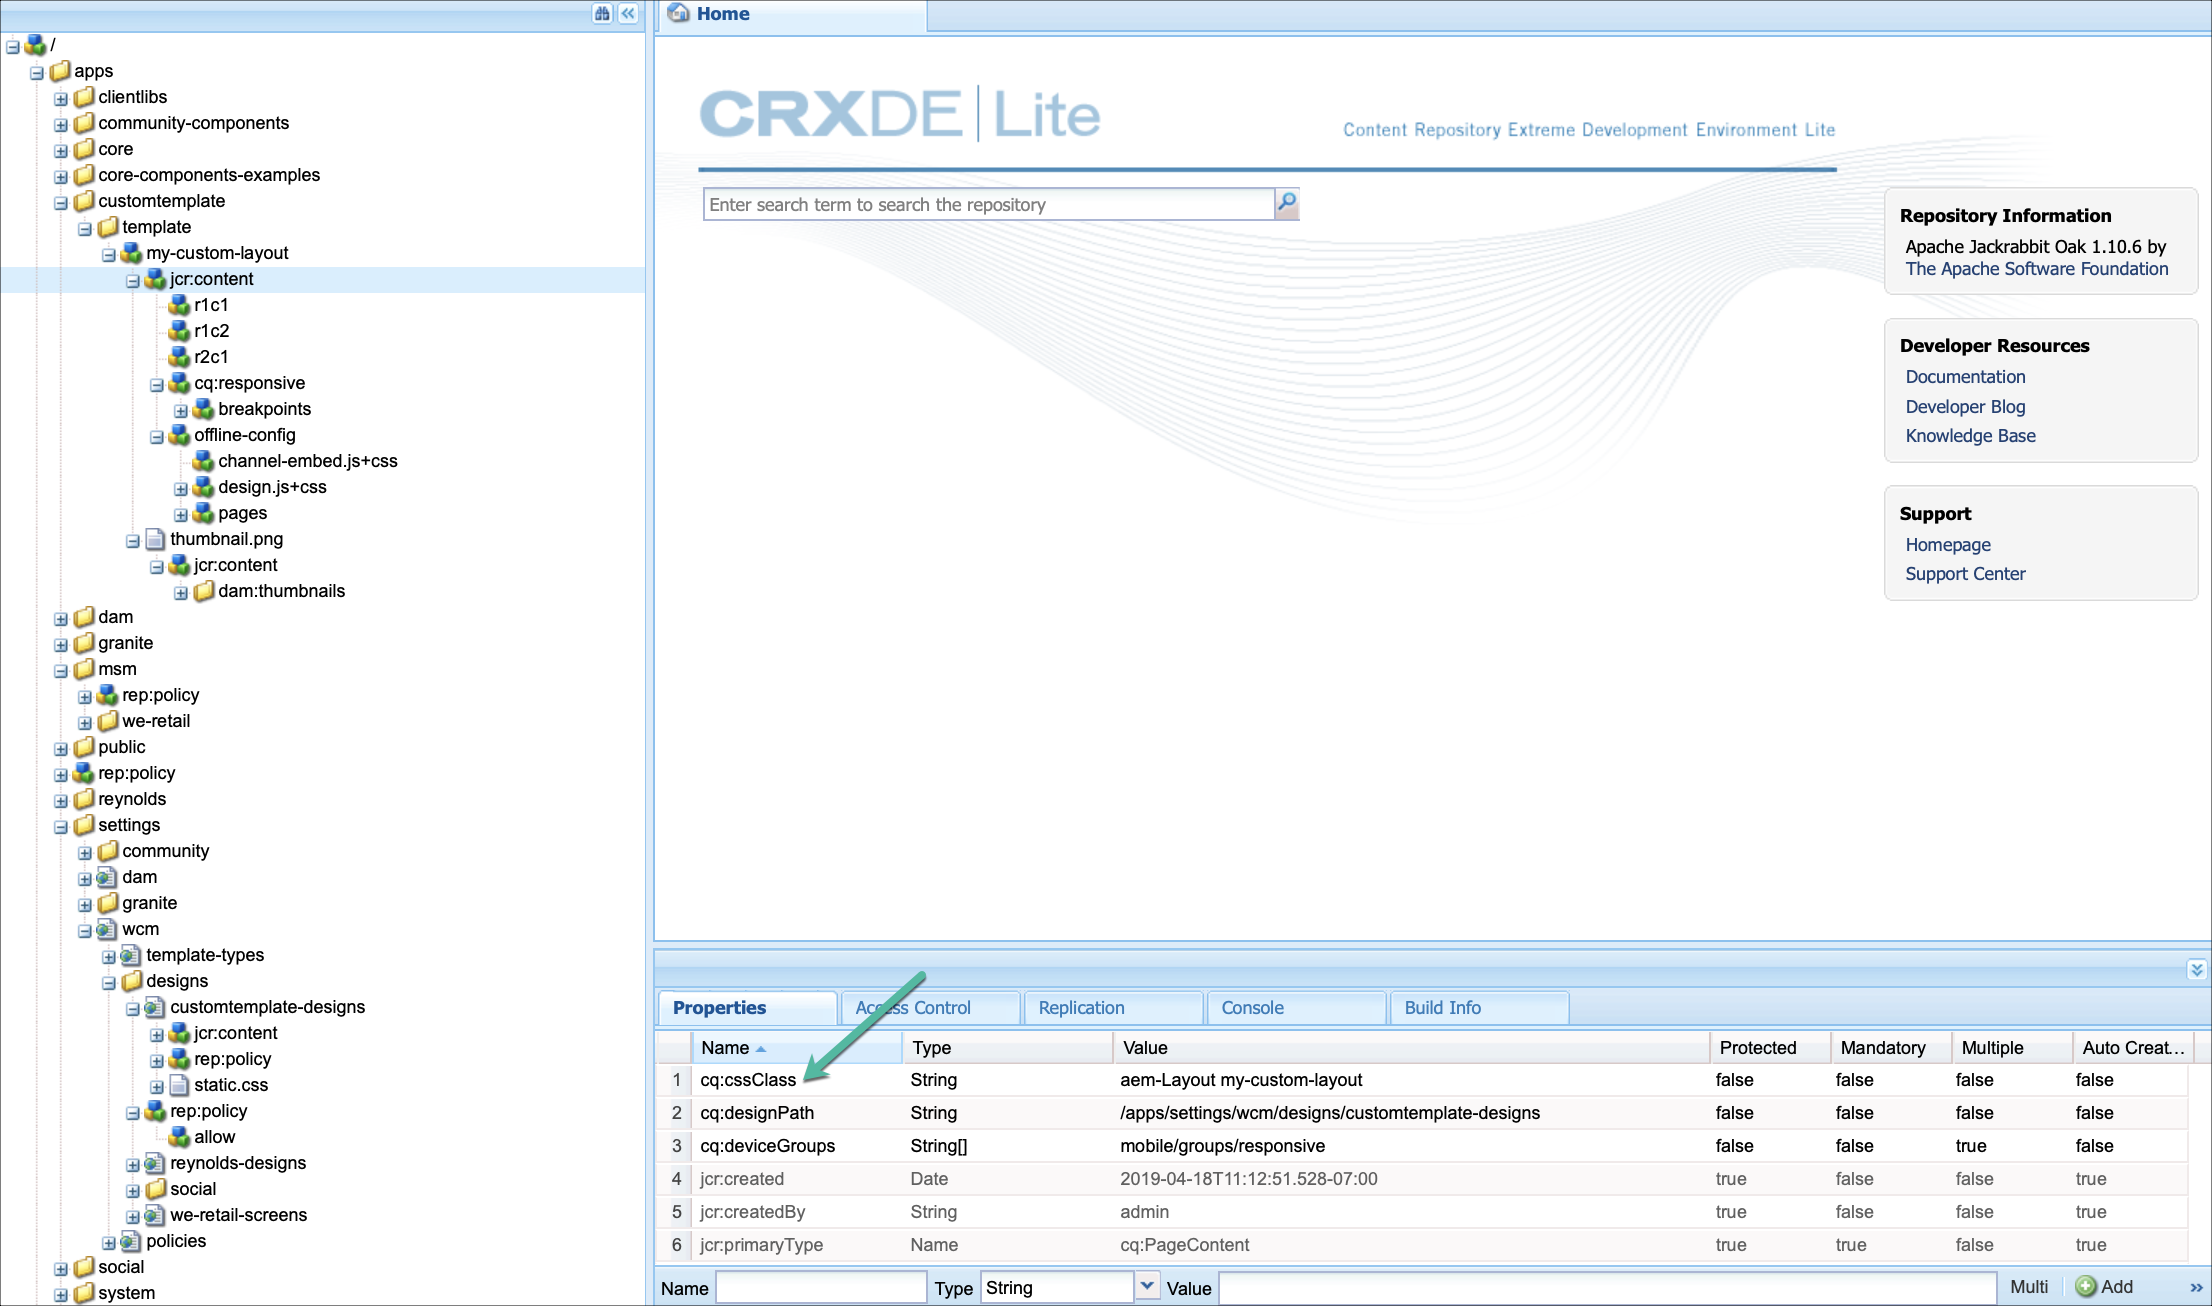 /
apps
clientlibs
community-components
core
core-components-examples
customtemplate
template
my-custom-layout
jcr:content
r1c1
r1c2
r2c1
cq:responsive
breakpoints
offline-config
channel-embed.js+css
design.js+css
pages
thumbnail.png
jcr:content
dam:thumbnails
dam
granite
msm
rep:policy
we-retail
public
rep:policy
reynolds
settings
community
dam
granite
wcm
template-types
designs
customtemplate-designs
jcr:content
rep:policy
static.css
rep:policy
allow
reynolds-designs
social
we-retail-screens
policies
social
system
Home
CRXDE | Lite
Content Repository Extreme Development Environment Lite
Enter search term to search the repository
Repository Information
Apache Jackrabbit Oak 1.10.6 by
The Apache Software Foundation
Developer Resources
Documentation
Developer Blog
Knowledge Base
Support
Homepage
Support Center
Properties Access Control Replication Console Build Info
Name Type Value Protected Mandatory Multiple Auto Creat...
1 cq:cssClass String aem-Layout my-custom-layout false false false false
2 cq:designPath String /apps/settings/wcm/designs/customtemplate-designs false false false false
3 cq:deviceGroups String[] mobile/groups/responsive false false true false
4 jcr:created Date 2019-04-18T11:12:51.528-07:00 true false false true
5 jcr:createdBy String admin true false false true
6 jcr:primaryType Name cq:PageContent true true false true
Name Type String Value Multi Add »